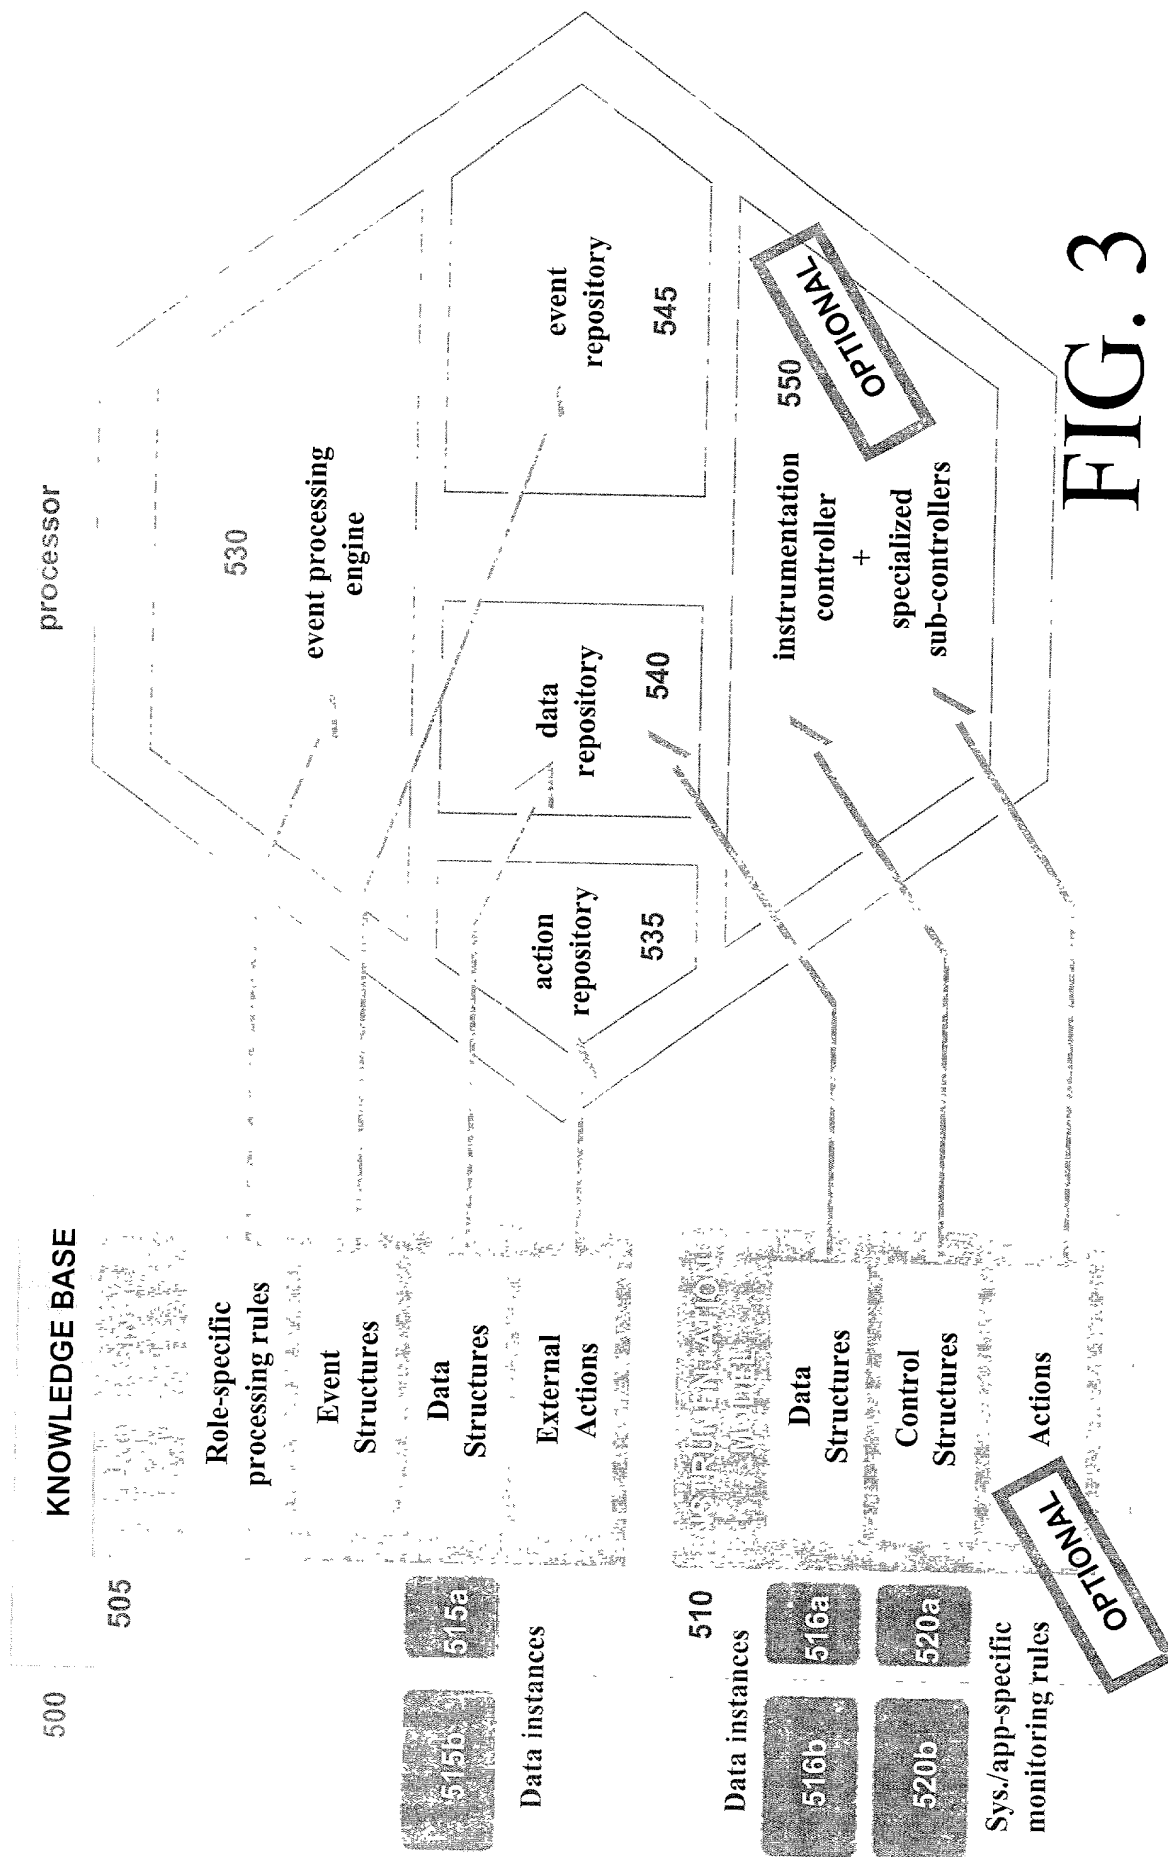 500
KNOWLEDGE BASE
processor
505
Role-specific
processing rules
530
event processing
engine
Event
Structures
515b
515a
Data
Structures
Data instances
External
Actions
action
repository
535
data
repository
540
event
repository
545
510
INSTRUMENTATION
Data instances
516b
516a
Data
Structures
instrumentation
controller
+
specialized
sub-controllers
550
OPTIONAL
520b
520a
Control
Structures
Sys./app-specific
monitoring rules
Actions
OPTIONAL
FIG. 3